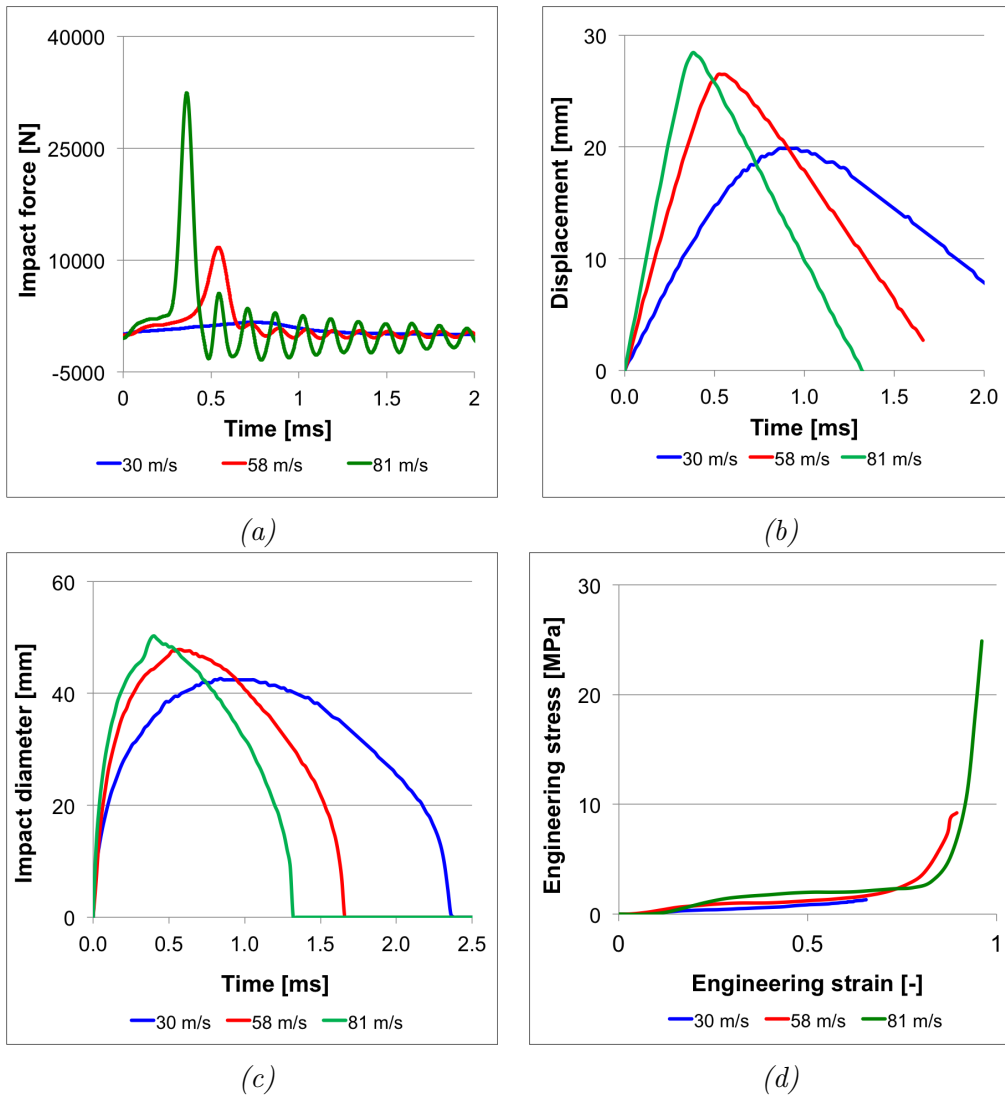 40000
25000
10000
-5000
Impact force [N]
0 0.5 1 1.5 2
Time [ms]
30 m/s 58 m/s 81 m/s
(a)
30
20
10
0
Displacement [mm]
0.0 0.5 1.0 1.5 2.0
Time [ms]
30 m/s 58 m/s 81 m/s
(b)
60
40
20
0
Impact diameter [mm]
0.0 0.5 1.0 1.5 2.0 2.5
Time [ms]
30 m/s 58 m/s 81 m/s
(c)
30
20
10
0
Engineering stress [MPa]
0 0.5 1
Engineering strain [-]
30 m/s 58 m/s 81 m/s
(d)